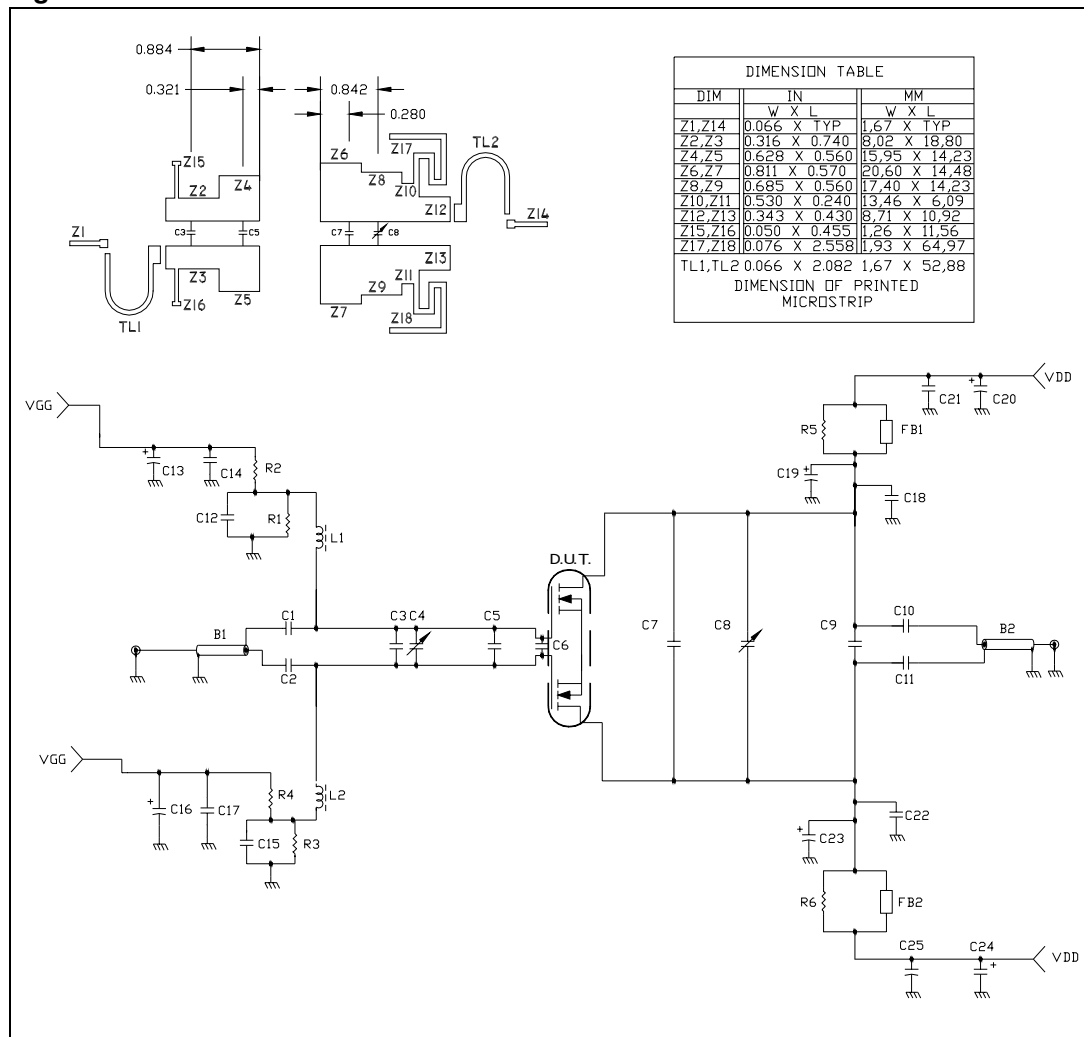 0.884
0.321
0.842
0.280
Z15
Z2
Z4
C3
C5
Z1
Z3
Z5
Z16
TL1
Z6
Z8
Z17
Z10
TL2
Z12
Z14
C7
C8
Z13
Z11
Z9
Z7
Z18
DIMENSION TABLE
DIM IN MM
W X L W X L
Z1,Z14 0.066 X TYP 1,67 X TYP
Z2,Z3 0.316 X 0.740 8,02 X 18,80
Z4,Z5 0.628 X 0.560 15,95 X 14,23
Z6,Z7 0.811 X 0.570 20,60 X 14,48
Z8,Z9 0.685 X 0.560 17,40 X 14,23
Z10,Z11 0.530 X 0.240 13,46 X 6,09
Z12,Z13 0.343 X 0.430 8,71 X 10,92
Z15,Z16 0.050 X 0.455 1,26 X 11,56
Z17,Z18 0.076 X 2.558 1,93 X 64,97
TL1,TL2 0.066 X 2.082 1,67 X 52,88
DIMENSION OF PRINTED
MICROSTRIP
VGG
+
C13
C14
R2
C12
R1
L1
B1
C1
C2
C3
C4
C5
C6
D.U.T.
C7
C8
C9
C10
C11
B2
R5
FB1
C19
+
C18
C21
+
C20
VDD
VGG
+
C16
C17
R4
C15
R3
L2
C22
+
C23
R6
FB2
C25
C24
+
VDD